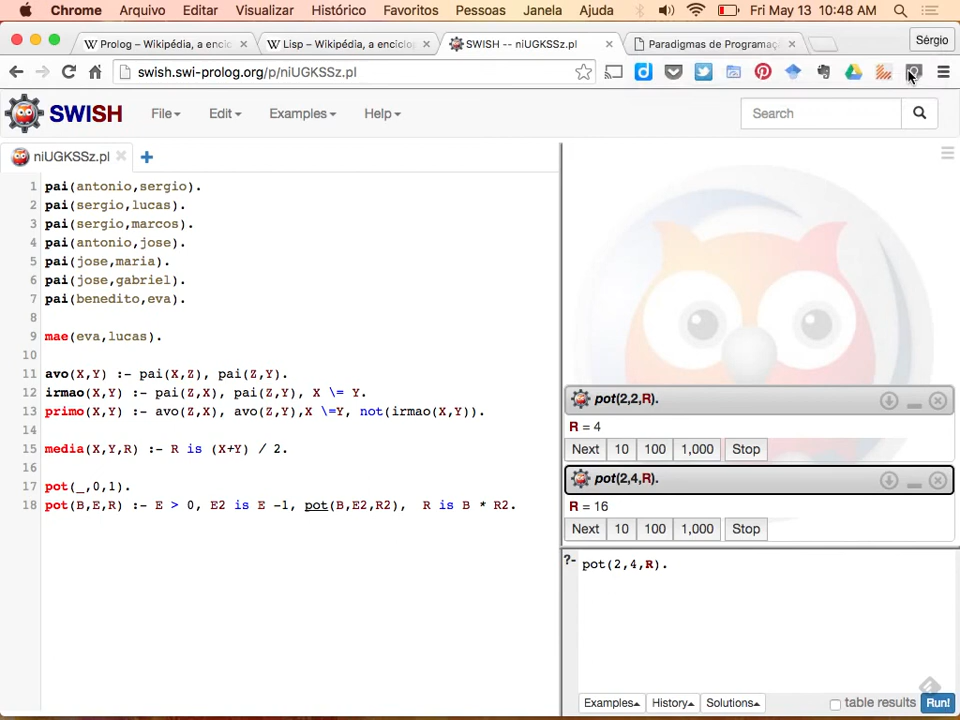 Chrome Arquivo Editar Visualizar Histórico Favoritos Pessoas Janela Ajuda Fri May 13 10:48 AM
Prolog – Wikipédia, a enci Lisp – Wikipédia, a enciclo SWISH -- niUGKSSz.pl Paradigmas de Programaç Sérgio
swish.swi-prolog.org/p/niUGKSSz.pl
SWISH File Edit Examples Help Search
niUGKSSz.pl
1 pai(antonio,sergio).
2 pai(sergio,lucas).
3 pai(sergio,marcos).
4 pai(antonio,jose).
5 pai(jose,maria).
6 pai(jose,gabriel).
7 pai(benedito,eva).
8
9 mae(eva,lucas).
10
11 avo(X,Y) :- pai(X,Z), pai(Z,Y).
12 irmao(X,Y) :- pai(Z,X), pai(Z,Y), X \= Y.
13 primo(X,Y) :- avo(Z,X), avo(Z,Y),X \=Y, not(irmao(X,Y)).
14
15 media(X,Y,R) :- R is (X+Y) / 2.
16
17 pot(_,0,1).
18 pot(B,E,R) :- E > 0, E2 is E -1, pot(B,E2,R2), R is B * R2.
pot(2,2,R).
R = 4
Next 10 100 1,000 Stop
pot(2,4,R).
R = 16
Next 10 100 1,000 Stop
?- pot(2,4,R).
Examples History Solutions table results Run!